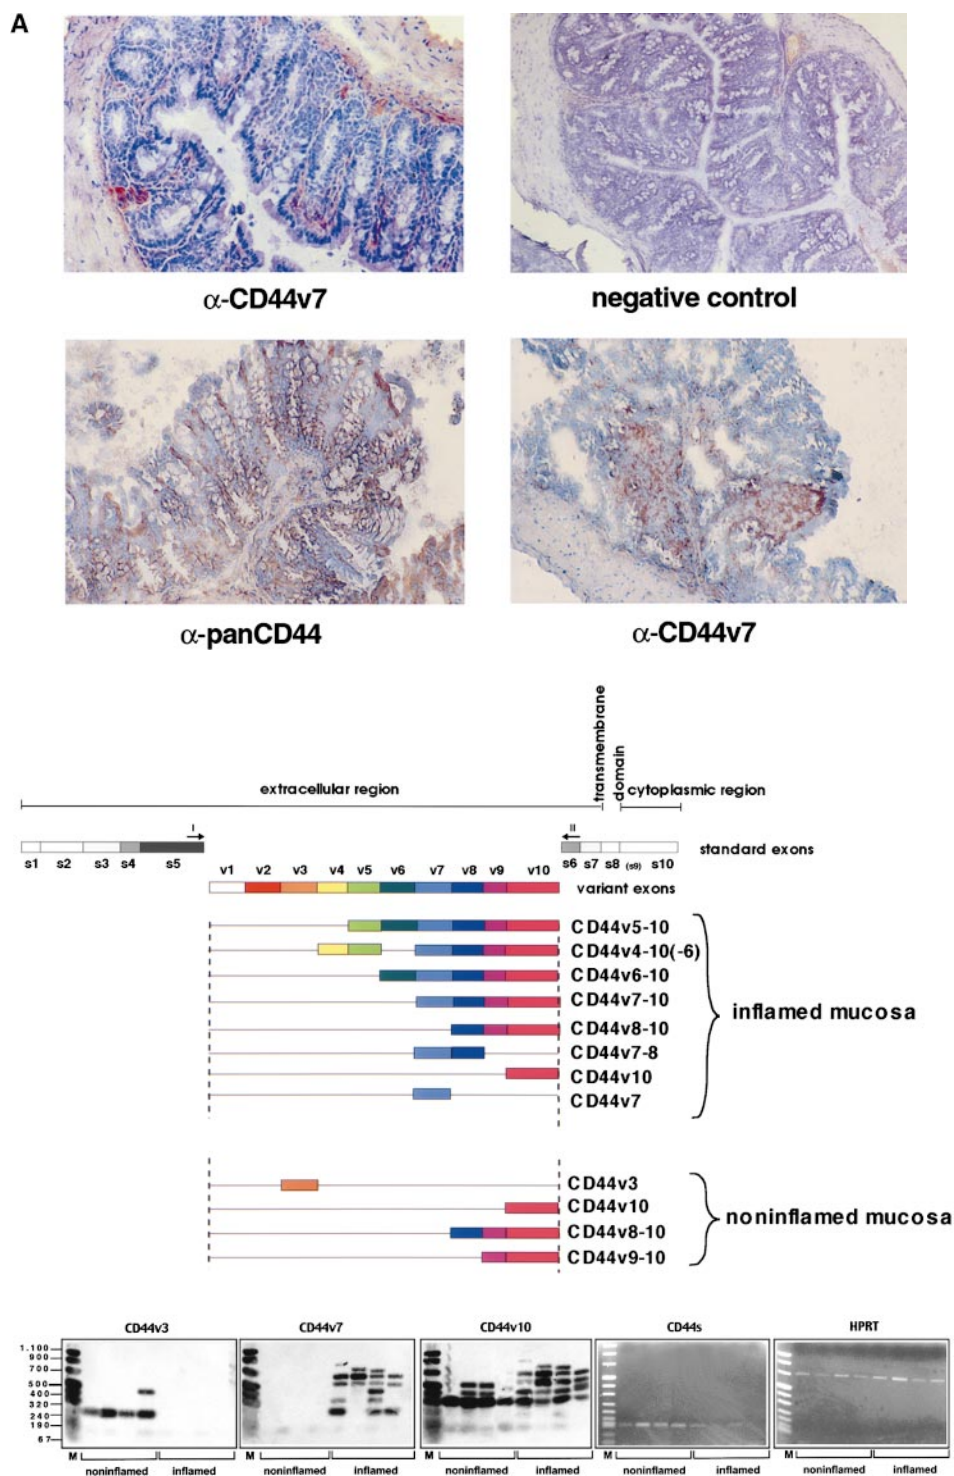 A
α-CD44v7
negative control
α-panCD44
α-CD44v7
transmembrane
domain
extracellular region
cytoplasmic region
I
II
s1 s2 s3 s4 s5
s6 s7 s8 (s9) s10
standard exons
v1 v2 v3 v4 v5 v6 v7 v8 v9 v10
variant exons
CD44v5-10
CD44v4-10(-6)
CD44v6-10
CD44v7-10
CD44v8-10
CD44v7-8
CD44v10
CD44v7
inflamed mucosa
CD44v3
CD44v10
CD44v8-10
CD44v9-10
noninflamed mucosa
CD44v3 CD44v7 CD44v10 CD44s HPRT
1.100
900
700
500
400
320
240
190
67
M M M M M
noninflamed inflamed noninflamed inflamed noninflamed inflamed noninflamed inflamed noninflamed inflamed